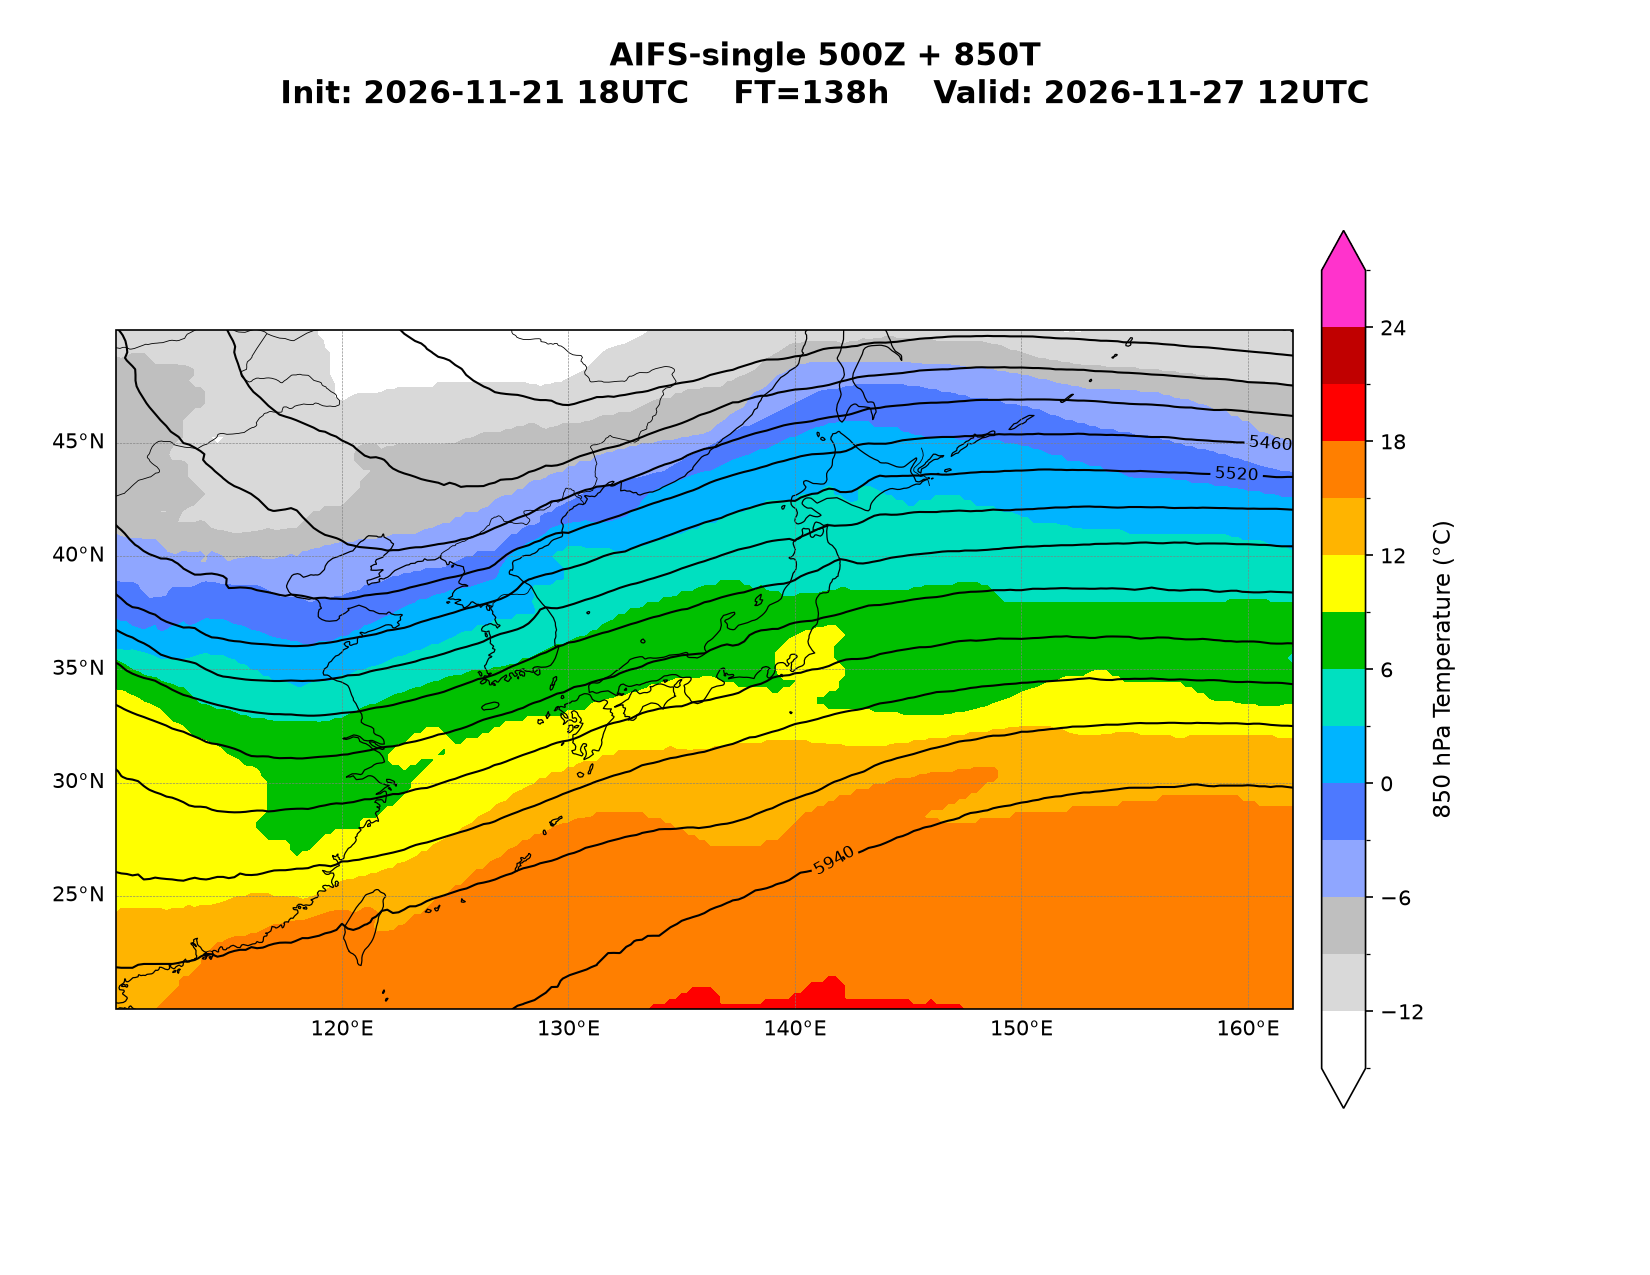 AIFS-single 500Z + 850T
Init: 2026-11-21 18UTC    FT=138h    Valid: 2026-11-27 12UTC
24
45°N
5460
18
5520
40°N
12
35°N
6
850 hPa Temperature (°C)
30°N
0
5940
25°N
−6
−12
120°E
130°E
140°E
150°E
160°E